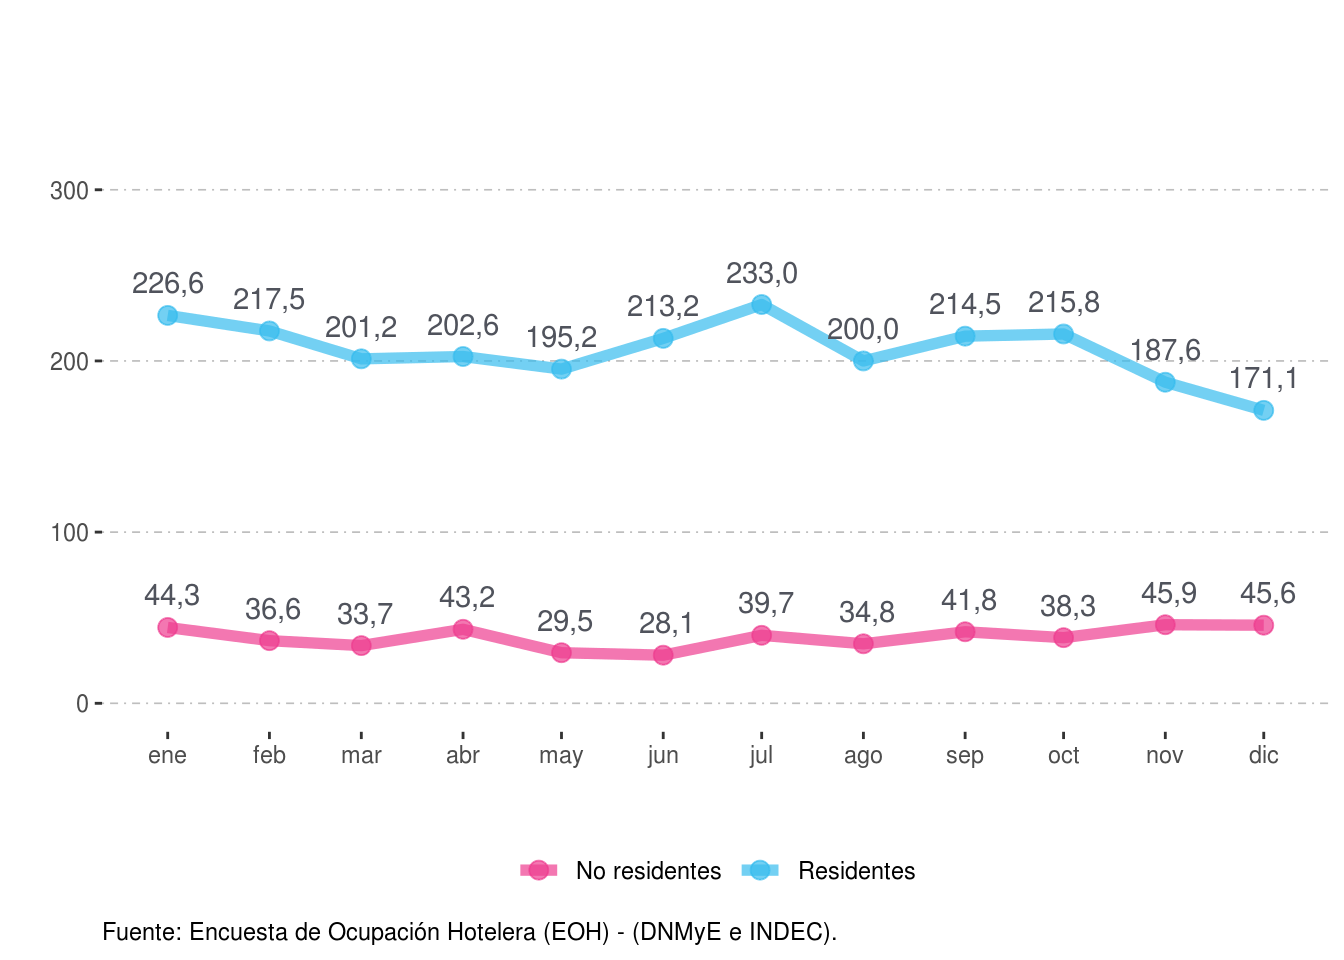 300
226,6 217,5 201,2 202,6 195,2 213,2 233,0 200,0 214,5 215,8 187,6 171,1
200
100
44,3 36,6 33,7 43,2 29,5 28,1 39,7 34,8 41,8 38,3 45,9 45,6
0
ene feb mar abr may jun jul ago sep oct nov dic
No residentes Residentes
Fuente: Encuesta de Ocupación Hotelera (EOH) - (DNMyE e INDEC).